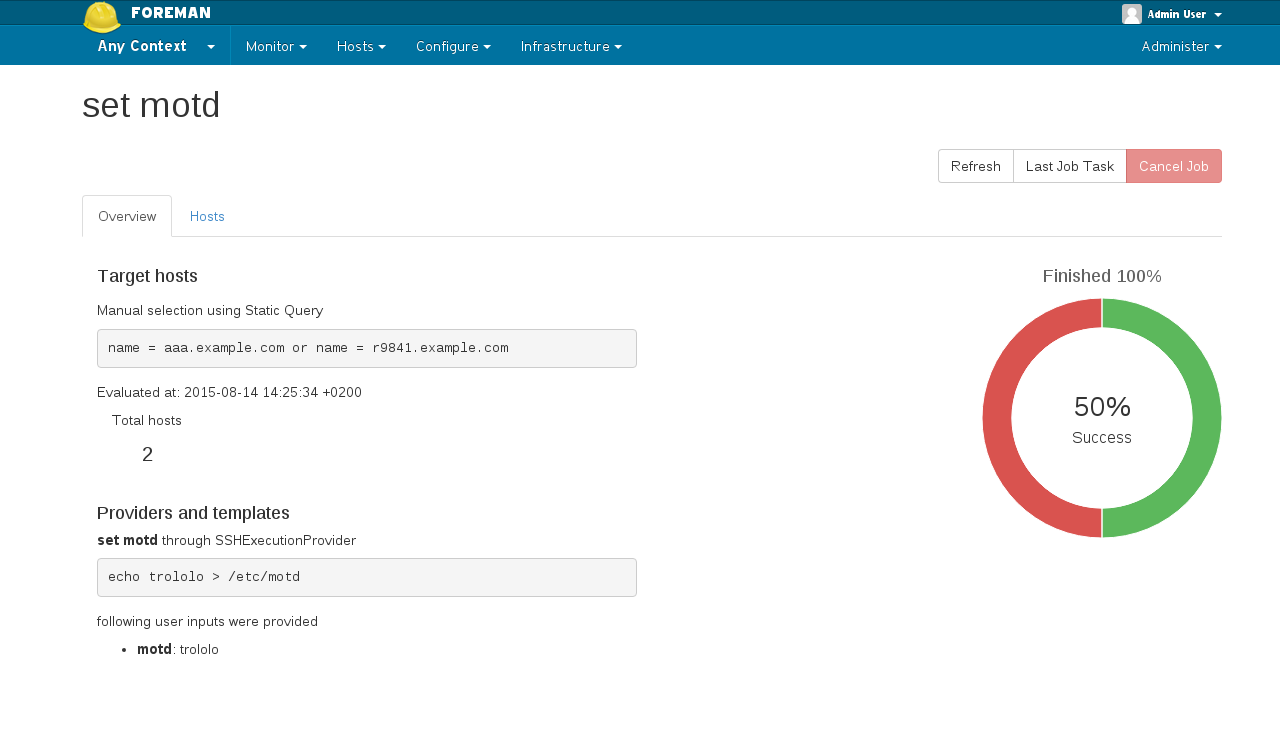 FOREMAN
Admin User
Any Context Monitor Hosts Configure Infrastructure Administer
set motd
Refresh Last Job Task Cancel Job
Overview Hosts
Target hosts
Finished 100%
Manual selection using Static Query
name = aaa.example.com or name = r9841.example.com
Evaluated at: 2015-08-14 14:25:34 +0200
Total hosts
2
50%
Success
Providers and templates
set motd through SSHExecutionProvider
echo trololo > /etc/motd
following user inputs were provided
• motd: trololo